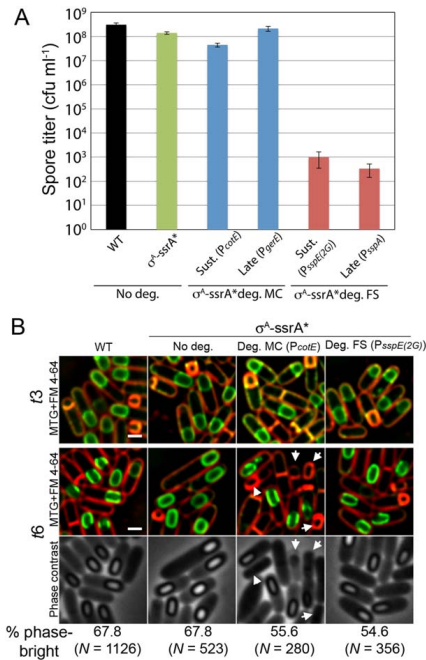 A
Spore titer (cfu ml⁻¹)
10⁹
10⁸
10⁷
10⁶
10⁵
10⁴
10³
10²
10¹
10⁰
WT
σᴬ-ssrA*
Sust. (PcotE)
Late (PgerE)
Sust. (PsspE(2G))
Late (PsspA)
No deg.
σᴬ-ssrA*deg. MC
σᴬ-ssrA*deg. FS
B
σᴬ-ssrA*
WT
No deg.
Deg. MC (PcotE)
Deg. FS (PsspE(2G))
t3
MTG+FM 4-64
t6
MTG+FM 4-64
Phase contrast
% phase-bright
67.8 (N = 1126)
67.8 (N = 523)
55.6 (N = 280)
54.6 (N = 356)